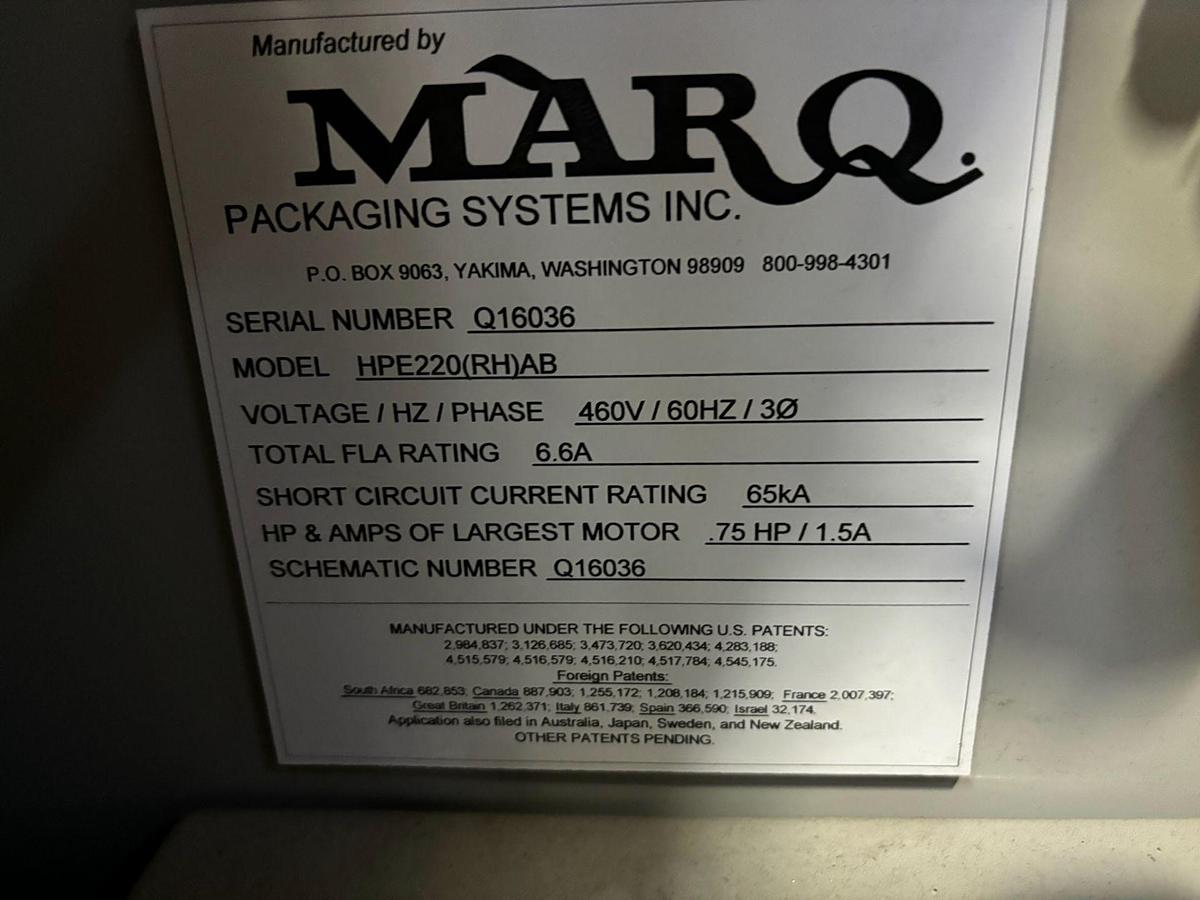 Manufactured by
MARQ.
PACKAGING SYSTEMS INC.
P.O. BOX 9063, YAKIMA, WASHINGTON 98909 800-998-4301
SERIAL NUMBER Q16036
MODEL HPE220(RH)AB
VOLTAGE / HZ / PHASE 460V / 60HZ / 3Ø
TOTAL FLA RATING 6.6A
SHORT CIRCUIT CURRENT RATING 65kA
HP & AMPS OF LARGEST MOTOR .75 HP / 1.5A
SCHEMATIC NUMBER Q16036
MANUFACTURED UNDER THE FOLLOWING U.S. PATENTS:
2,984,837; 3,126,685; 3,473,720; 3,620,434; 4,283,188;
4,515,579; 4,516,579; 4,516,210; 4,517,784; 4,545,175.
Foreign Patents:
South Africa 682,853; Canada 887,903; 1,255,172; 1,208,184; 1,215,909; France 2,007,397;
Great Britain 1,262,371; Italy 861,739; Spain 366,590; Israel 32,174.
Application also filed in Australia, Japan, Sweden, and New Zealand.
OTHER PATENTS PENDING.